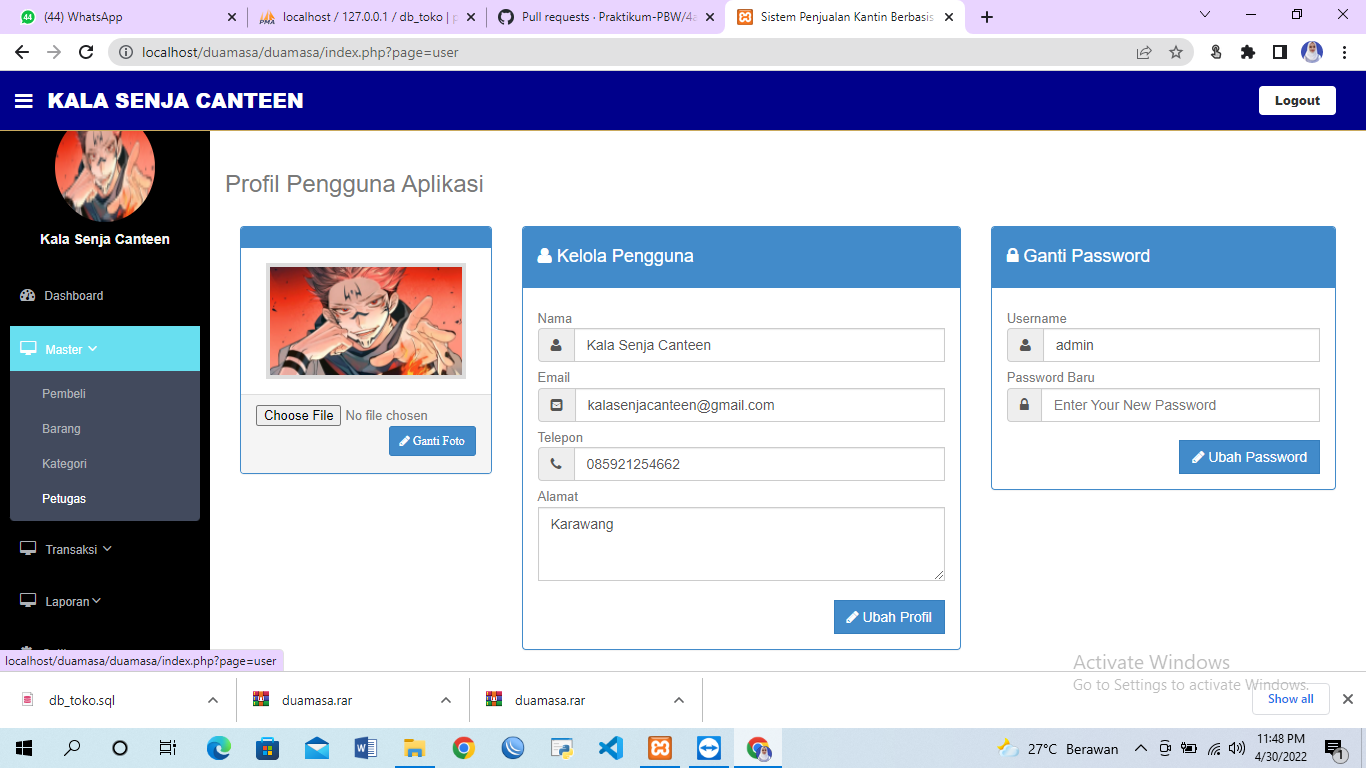 44
(44) WhatsApp
PMA
localhost / 127.0.0.1 / db_toko | p
Pull requests · Praktikum-PBW/4a
Sistem Penjualan Kantin Berbasis
localhost/duamasa/duamasa/index.php?page=user
KALA SENJA CANTEEN
Logout
Kala Senja Canteen
Dashboard
Master
Pembeli
Barang
Kategori
Petugas
Transaksi
Laporan
Profil Pengguna Aplikasi
Choose File No file chosen
Ganti Foto
Kelola Pengguna
Nama
Kala Senja Canteen
Email
kalasenjacanteen@gmail.com
Telepon
085921254662
Alamat
Karawang
Ubah Profil
Ganti Password
Username
admin
Password Baru
Enter Your New Password
Ubah Password
localhost/duamasa/duamasa/index.php?page=user
Activate Windows
Go to Settings to activate Windows.
db_toko.sql
duamasa.rar
duamasa.rar
Show all
27°C Berawan
11:48 PM
4/30/2022
1